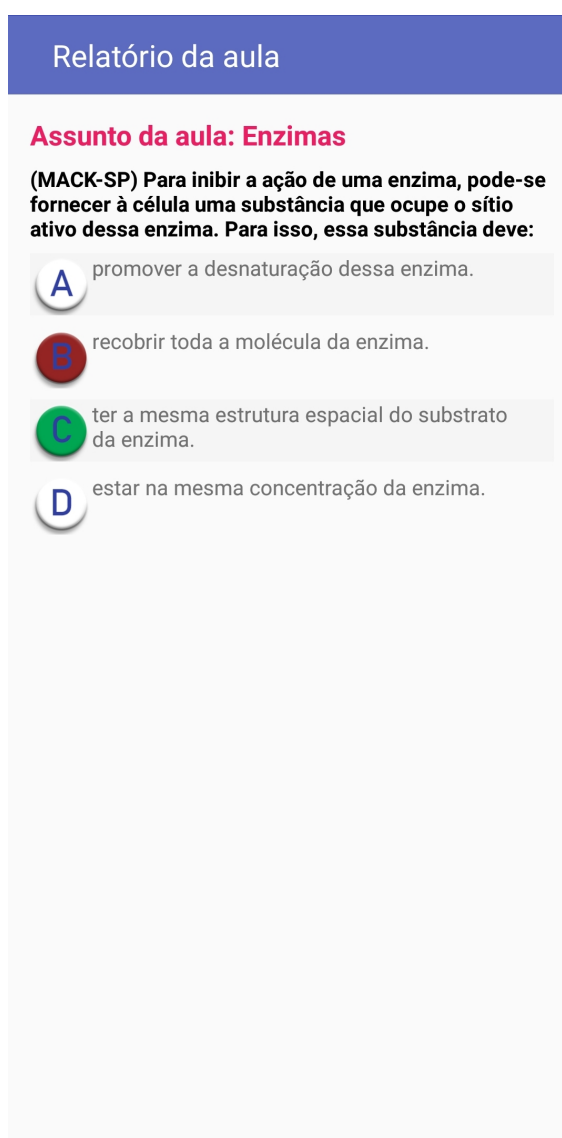 Relatório da aula
Assunto da aula: Enzimas
(MACK-SP) Para inibir a ação de uma enzima, pode-se
fornecer à célula uma substância que ocupe o sítio
ativo dessa enzima. Para isso, essa substância deve:
A promover a desnaturação dessa enzima.
B recobrir toda a molécula da enzima.
C ter a mesma estrutura espacial do substrato
da enzima.
D estar na mesma concentração da enzima.